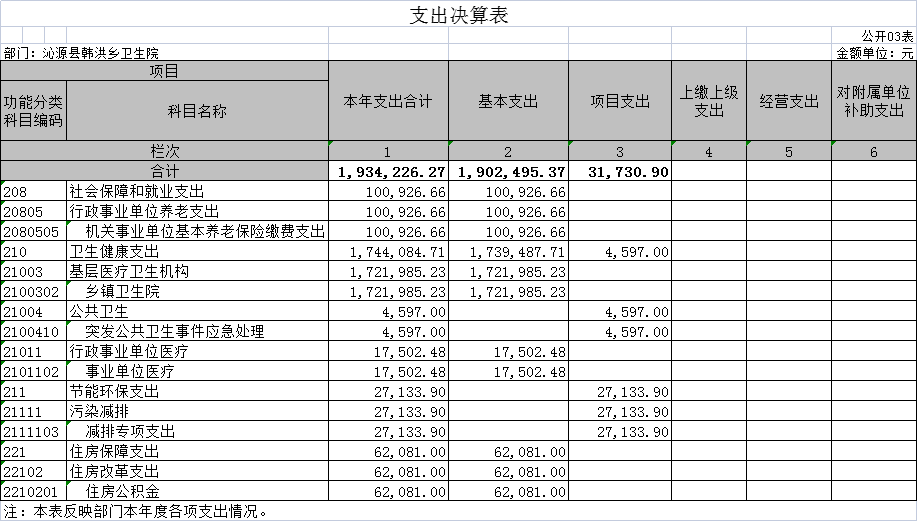 支出决算表
公开03表
部门：沁源县韩洪乡卫生院 金额单位：元
项目 本年支出合计 基本支出 项目支出 上缴上级支出 经营支出 对附属单位补助支出
功能分类科目编码 科目名称
栏次 1 2 3 4 5 6
合计 1,934,226.27 1,902,495.37 31,730.90
208 社会保障和就业支出 100,926.66 100,926.66
20805 行政事业单位养老支出 100,926.66 100,926.66
2080505 机关事业单位基本养老保险缴费支出 100,926.66 100,926.66
210 卫生健康支出 1,744,084.71 1,739,487.71 4,597.00
21003 基层医疗卫生机构 1,721,985.23 1,721,985.23
2100302 乡镇卫生院 1,721,985.23 1,721,985.23
21004 公共卫生 4,597.00 4,597.00
2100410 突发公共卫生事件应急处理 4,597.00 4,597.00
21011 行政事业单位医疗 17,502.48 17,502.48
2101102 事业单位医疗 17,502.48 17,502.48
211 节能环保支出 27,133.90 27,133.90
21111 污染减排 27,133.90 27,133.90
2111103 减排专项支出 27,133.90 27,133.90
221 住房保障支出 62,081.00 62,081.00
22102 住房改革支出 62,081.00 62,081.00
2210201 住房公积金 62,081.00 62,081.00
注：本表反映部门本年度各项支出情况。